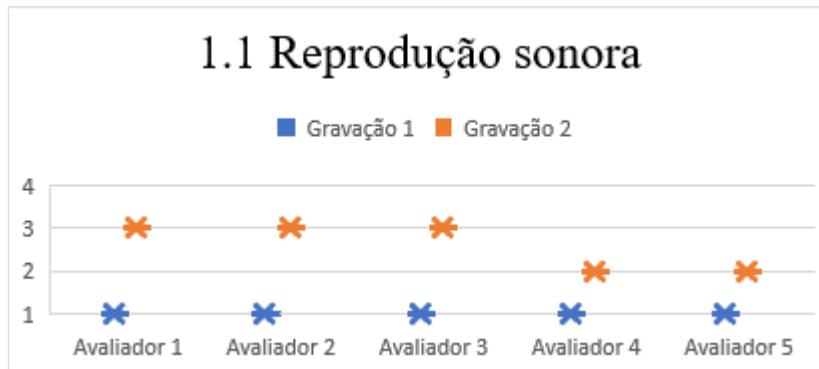 1.1 Reprodução sonora
Gravação 1 Gravação 2
4
3
2
1
Avaliador 1 Avaliador 2 Avaliador 3 Avaliador 4 Avaliador 5